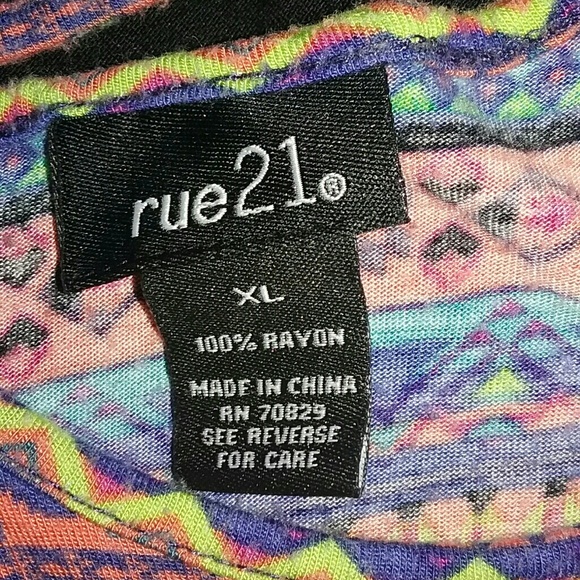 rue21®
XL
100% RAYON
MADE IN CHINA
RN 70829
SEE REVERSE
FOR CARE